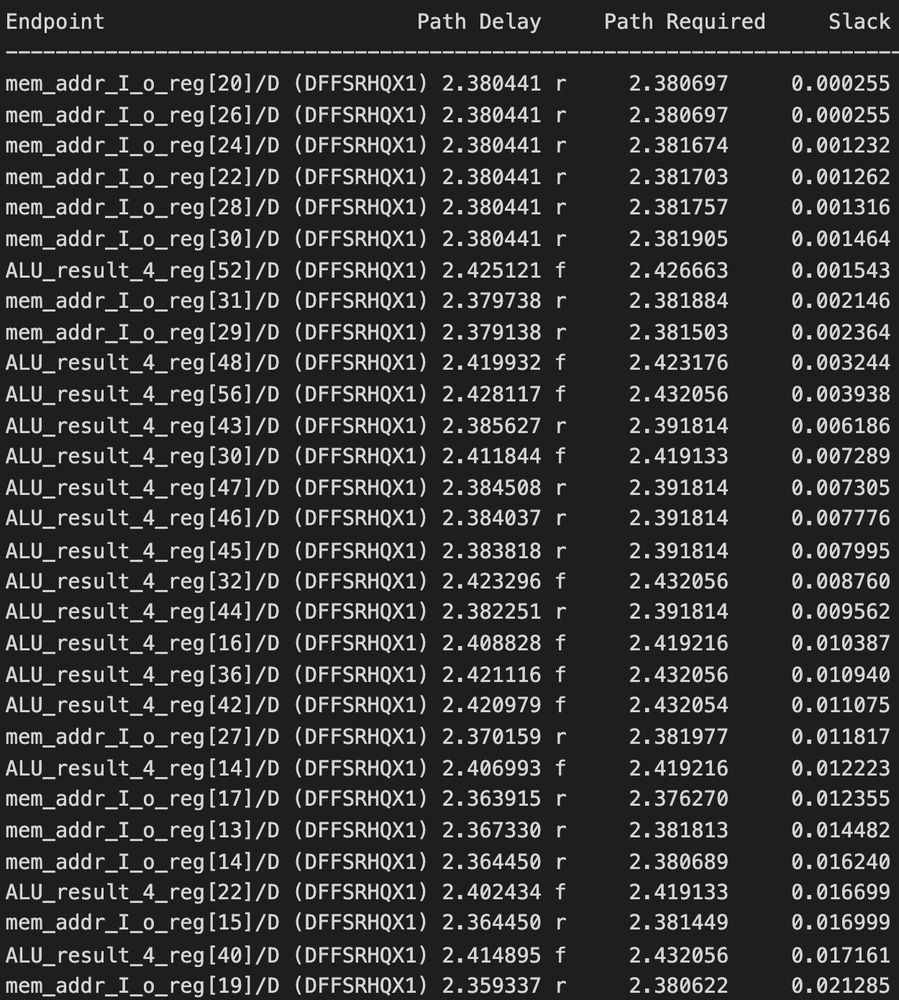 Endpoint Path Delay Path Required Slack
--------------------------------------------------------------------------------
mem_addr_I_o_reg[20]/D (DFFSRHQX1) 2.380441 r 2.380697 0.000255
mem_addr_I_o_reg[26]/D (DFFSRHQX1) 2.380441 r 2.380697 0.000255
mem_addr_I_o_reg[24]/D (DFFSRHQX1) 2.380441 r 2.381674 0.001232
mem_addr_I_o_reg[22]/D (DFFSRHQX1) 2.380441 r 2.381703 0.001262
mem_addr_I_o_reg[28]/D (DFFSRHQX1) 2.380441 r 2.381757 0.001316
mem_addr_I_o_reg[30]/D (DFFSRHQX1) 2.380441 r 2.381905 0.001464
ALU_result_4_reg[52]/D (DFFSRHQX1) 2.425121 f 2.426663 0.001543
mem_addr_I_o_reg[31]/D (DFFSRHQX1) 2.379738 r 2.381884 0.002146
mem_addr_I_o_reg[29]/D (DFFSRHQX1) 2.379138 r 2.381503 0.002364
ALU_result_4_reg[48]/D (DFFSRHQX1) 2.419932 f 2.423176 0.003244
ALU_result_4_reg[56]/D (DFFSRHQX1) 2.428117 f 2.432056 0.003938
ALU_result_4_reg[43]/D (DFFSRHQX1) 2.385627 r 2.391814 0.006186
ALU_result_4_reg[30]/D (DFFSRHQX1) 2.411844 f 2.419133 0.007289
ALU_result_4_reg[47]/D (DFFSRHQX1) 2.384508 r 2.391814 0.007305
ALU_result_4_reg[46]/D (DFFSRHQX1) 2.384037 r 2.391814 0.007776
ALU_result_4_reg[45]/D (DFFSRHQX1) 2.383818 r 2.391814 0.007995
ALU_result_4_reg[32]/D (DFFSRHQX1) 2.423296 f 2.432056 0.008760
ALU_result_4_reg[44]/D (DFFSRHQX1) 2.382251 r 2.391814 0.009562
ALU_result_4_reg[16]/D (DFFSRHQX1) 2.408828 f 2.419216 0.010387
ALU_result_4_reg[36]/D (DFFSRHQX1) 2.421116 f 2.432056 0.010940
ALU_result_4_reg[42]/D (DFFSRHQX1) 2.420979 f 2.432054 0.011075
mem_addr_I_o_reg[27]/D (DFFSRHQX1) 2.370159 r 2.381977 0.011817
ALU_result_4_reg[14]/D (DFFSRHQX1) 2.406993 f 2.419216 0.012223
mem_addr_I_o_reg[17]/D (DFFSRHQX1) 2.363915 r 2.376270 0.012355
mem_addr_I_o_reg[13]/D (DFFSRHQX1) 2.367330 r 2.381813 0.014482
mem_addr_I_o_reg[14]/D (DFFSRHQX1) 2.364450 r 2.380689 0.016240
ALU_result_4_reg[22]/D (DFFSRHQX1) 2.402434 f 2.419133 0.016699
mem_addr_I_o_reg[15]/D (DFFSRHQX1) 2.364450 r 2.381449 0.016999
ALU_result_4_reg[40]/D (DFFSRHQX1) 2.414895 f 2.432056 0.017161
mem_addr_I_o_reg[19]/D (DFFSRHQX1) 2.359337 r 2.380622 0.021285